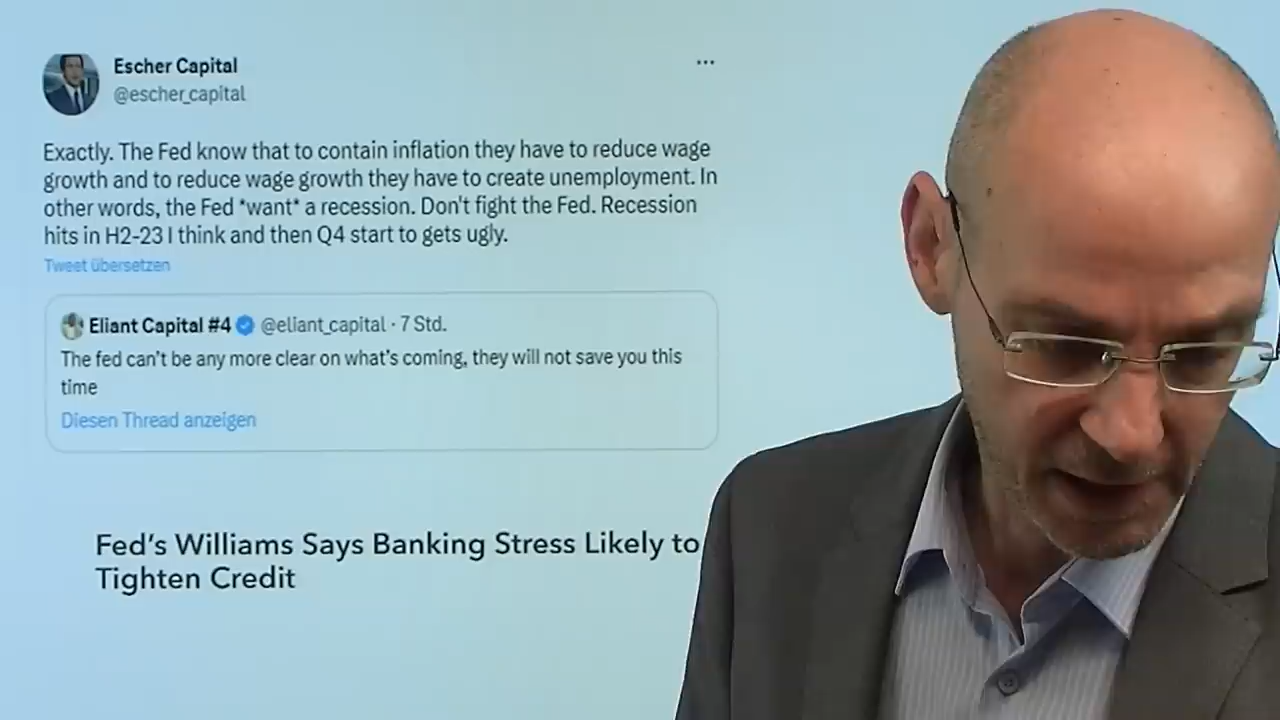 Escher Capital
@escher_capital
Exactly. The Fed know that to contain inflation they have to reduce wage
growth and to reduce wage growth they have to create unemployment. In
other words, the Fed *want* a recession. Don't fight the Fed. Recession
hits in H2-23 I think and then Q4 start to gets ugly.
Tweet übersetzen
Eliant Capital #4 @eliant_capital · 7 Std.
The fed can't be any more clear on what's coming, they will not save you this
time
Diesen Thread anzeigen
Fed's Williams Says Banking Stress Likely to
Tighten Credit